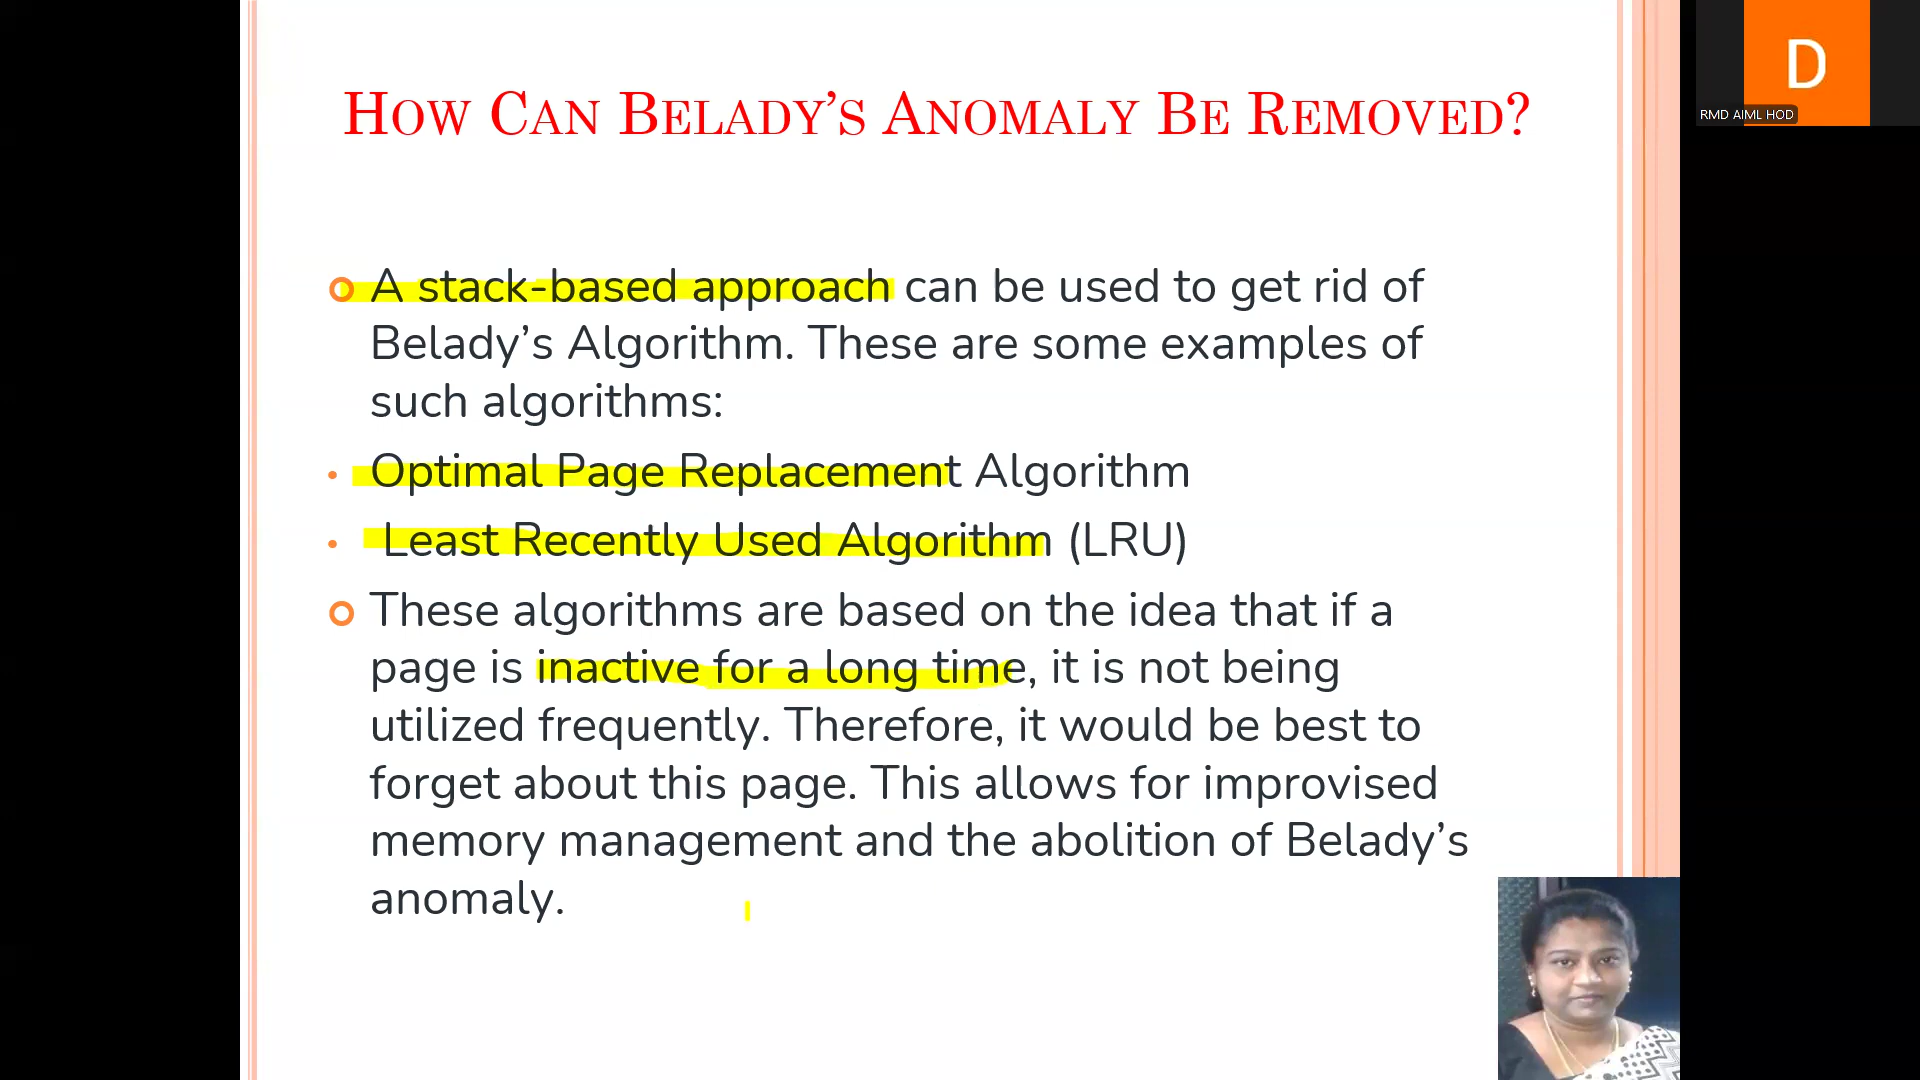 HOW CAN BELADY’S ANOMALY BE REMOVED?
D
RMD AIML HOD
A stack-based approach can be used to get rid of
Belady’s Algorithm. These are some examples of
such algorithms:
Optimal Page Replacement Algorithm
Least Recently Used Algorithm (LRU)
These algorithms are based on the idea that if a
page is inactive for a long time, it is not being
utilized frequently. Therefore, it would be best to
forget about this page. This allows for improvised
memory management and the abolition of Belady’s
anomaly.